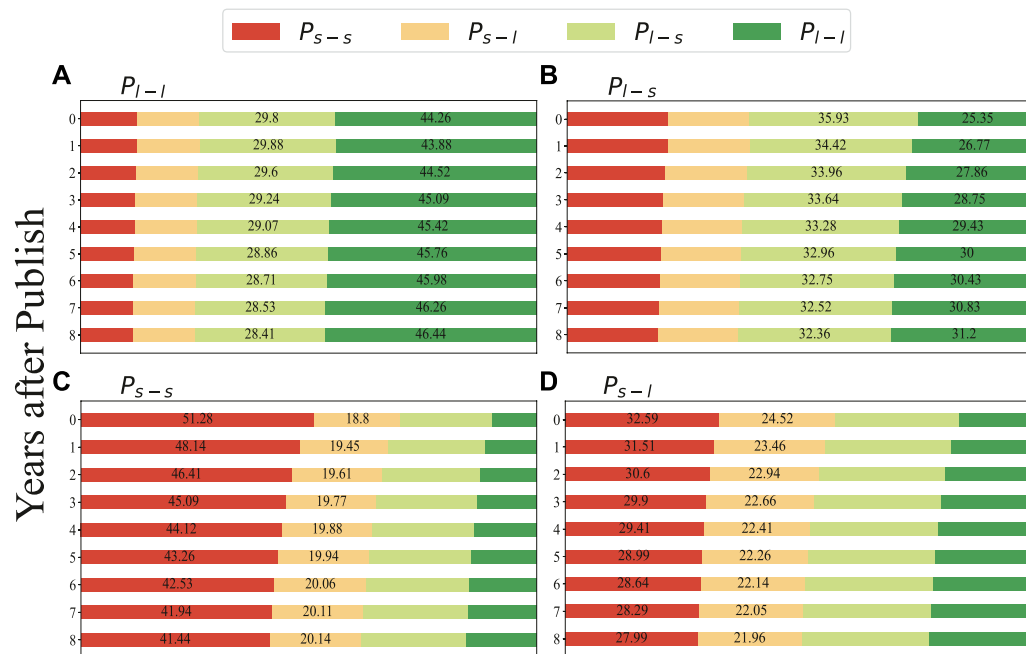 P_{s-s} P_{s-l} P_{l-s} P_{l-l}
A P_{l-l}
0 29.8 44.26
1 29.88 43.88
2 29.6 44.52
3 29.24 45.09
4 29.07 45.42
5 28.86 45.76
6 28.71 45.98
7 28.53 46.26
8 28.41 46.44
B P_{l-s}
0 35.93 25.35
1 34.42 26.77
2 33.96 27.86
3 33.64 28.75
4 33.28 29.43
5 32.96 30
6 32.75 30.43
7 32.52 30.83
8 32.36 31.2
Years after Publish
C P_{s-s}
0 51.28 18.8
1 48.14 19.45
2 46.41 19.61
3 45.09 19.77
4 44.12 19.88
5 43.26 19.94
6 42.53 20.06
7 41.94 20.11
8 41.44 20.14
D P_{s-l}
0 32.59 24.52
1 31.51 23.46
2 30.6 22.94
3 29.9 22.66
4 29.41 22.41
5 28.99 22.26
6 28.64 22.14
7 28.29 22.05
8 27.99 21.96